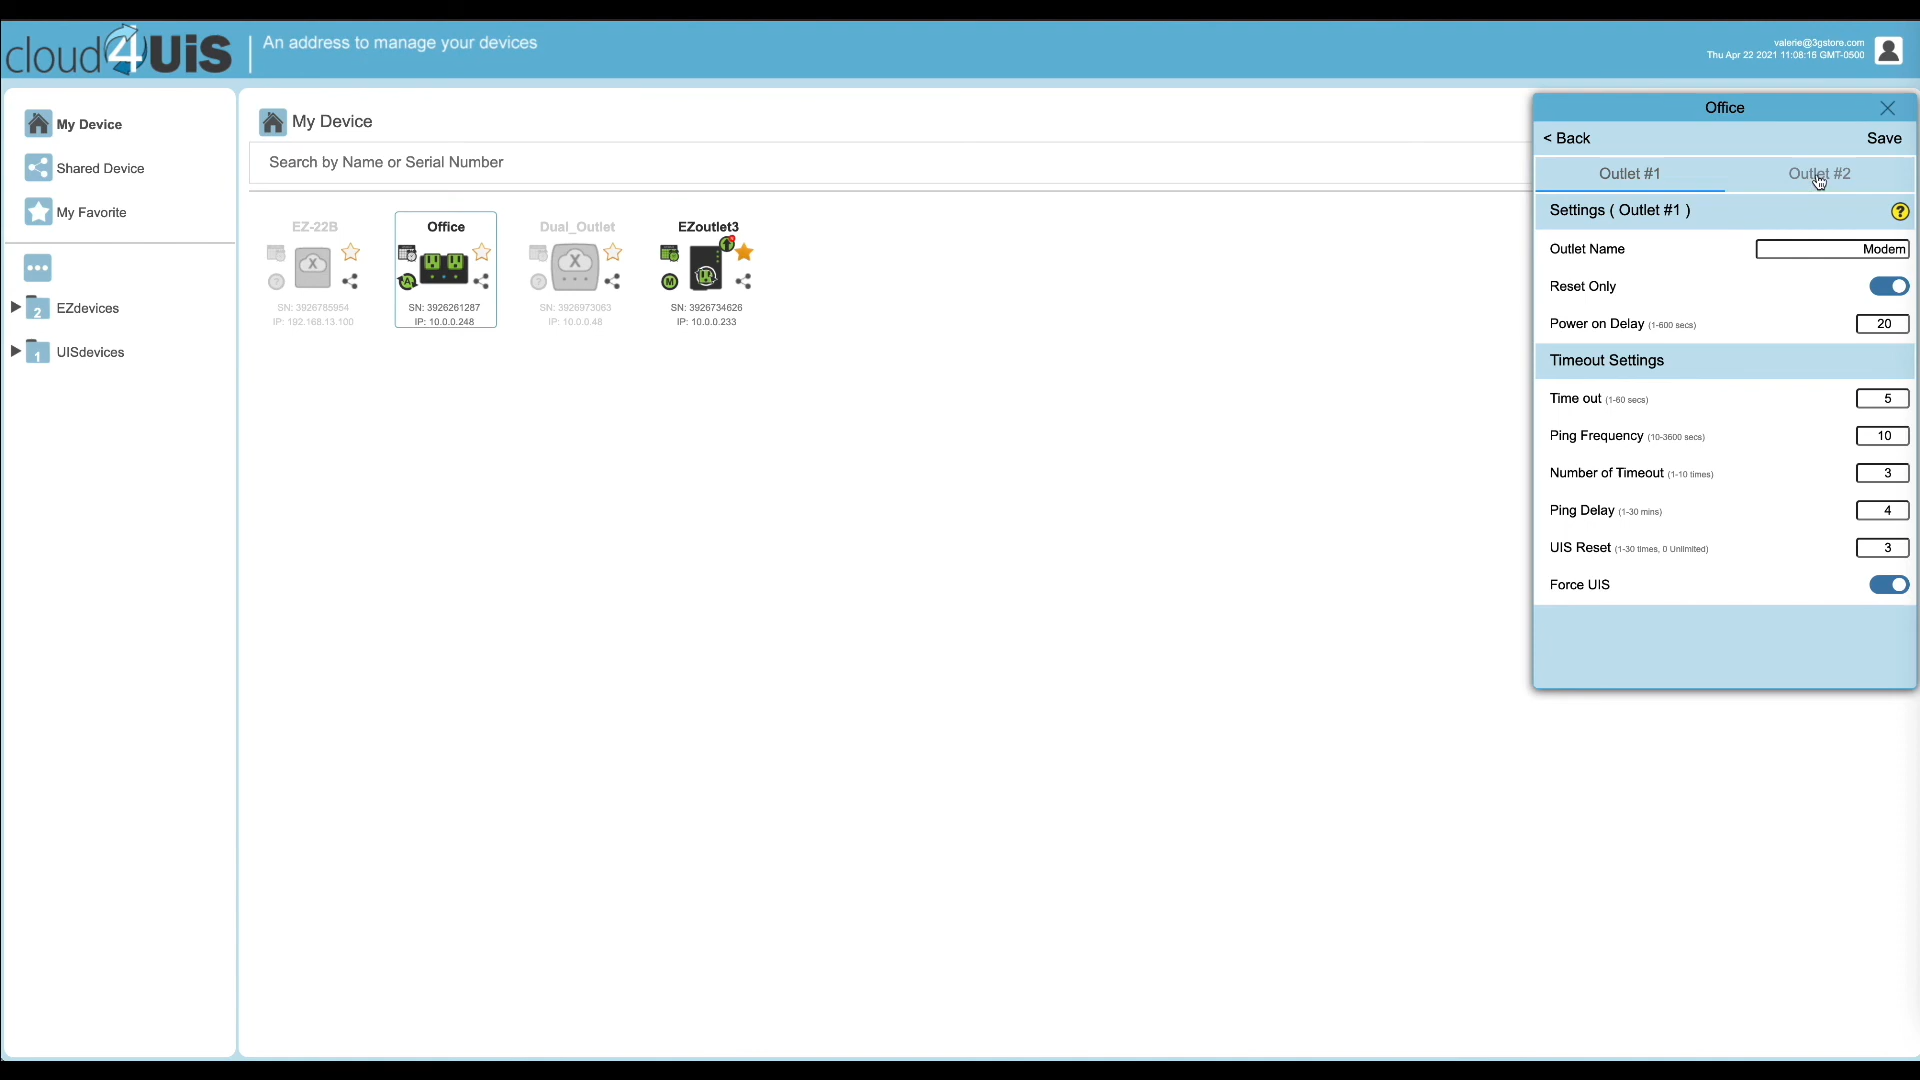 cloud4UiS
An address to manage your devices
valerie@3gstore.com
Thu Apr 22 2021 11:08:16 GMT-0500
My Device
Shared Device
My Favorite
2
EZdevices
1
UISdevices
My Device
Search by Name or Serial Number
EZ-22B
X
?
SN: 3926785954
IP: 192.168.13.100
Office
A
SN: 3926261287
IP: 10.0.0.248
Dual_Outlet
X
?
SN: 3926973063
IP: 10.0.0.48
EZoutlet3
M
SN: 3926734626
IP: 10.0.0.233
Office
< Back
Save
Outlet #1
Outlet #2
Settings ( Outlet #1 )
?
Outlet Name
Modem
Reset Only
Power on Delay (1-600 secs)
20
Timeout Settings
Time out (1-60 secs)
5
Ping Frequency (10-3600 secs)
10
Number of Timeout (1-10 times)
3
Ping Delay (1-30 mins)
4
UIS Reset (1-30 times, 0 Unlimited)
3
Force UIS